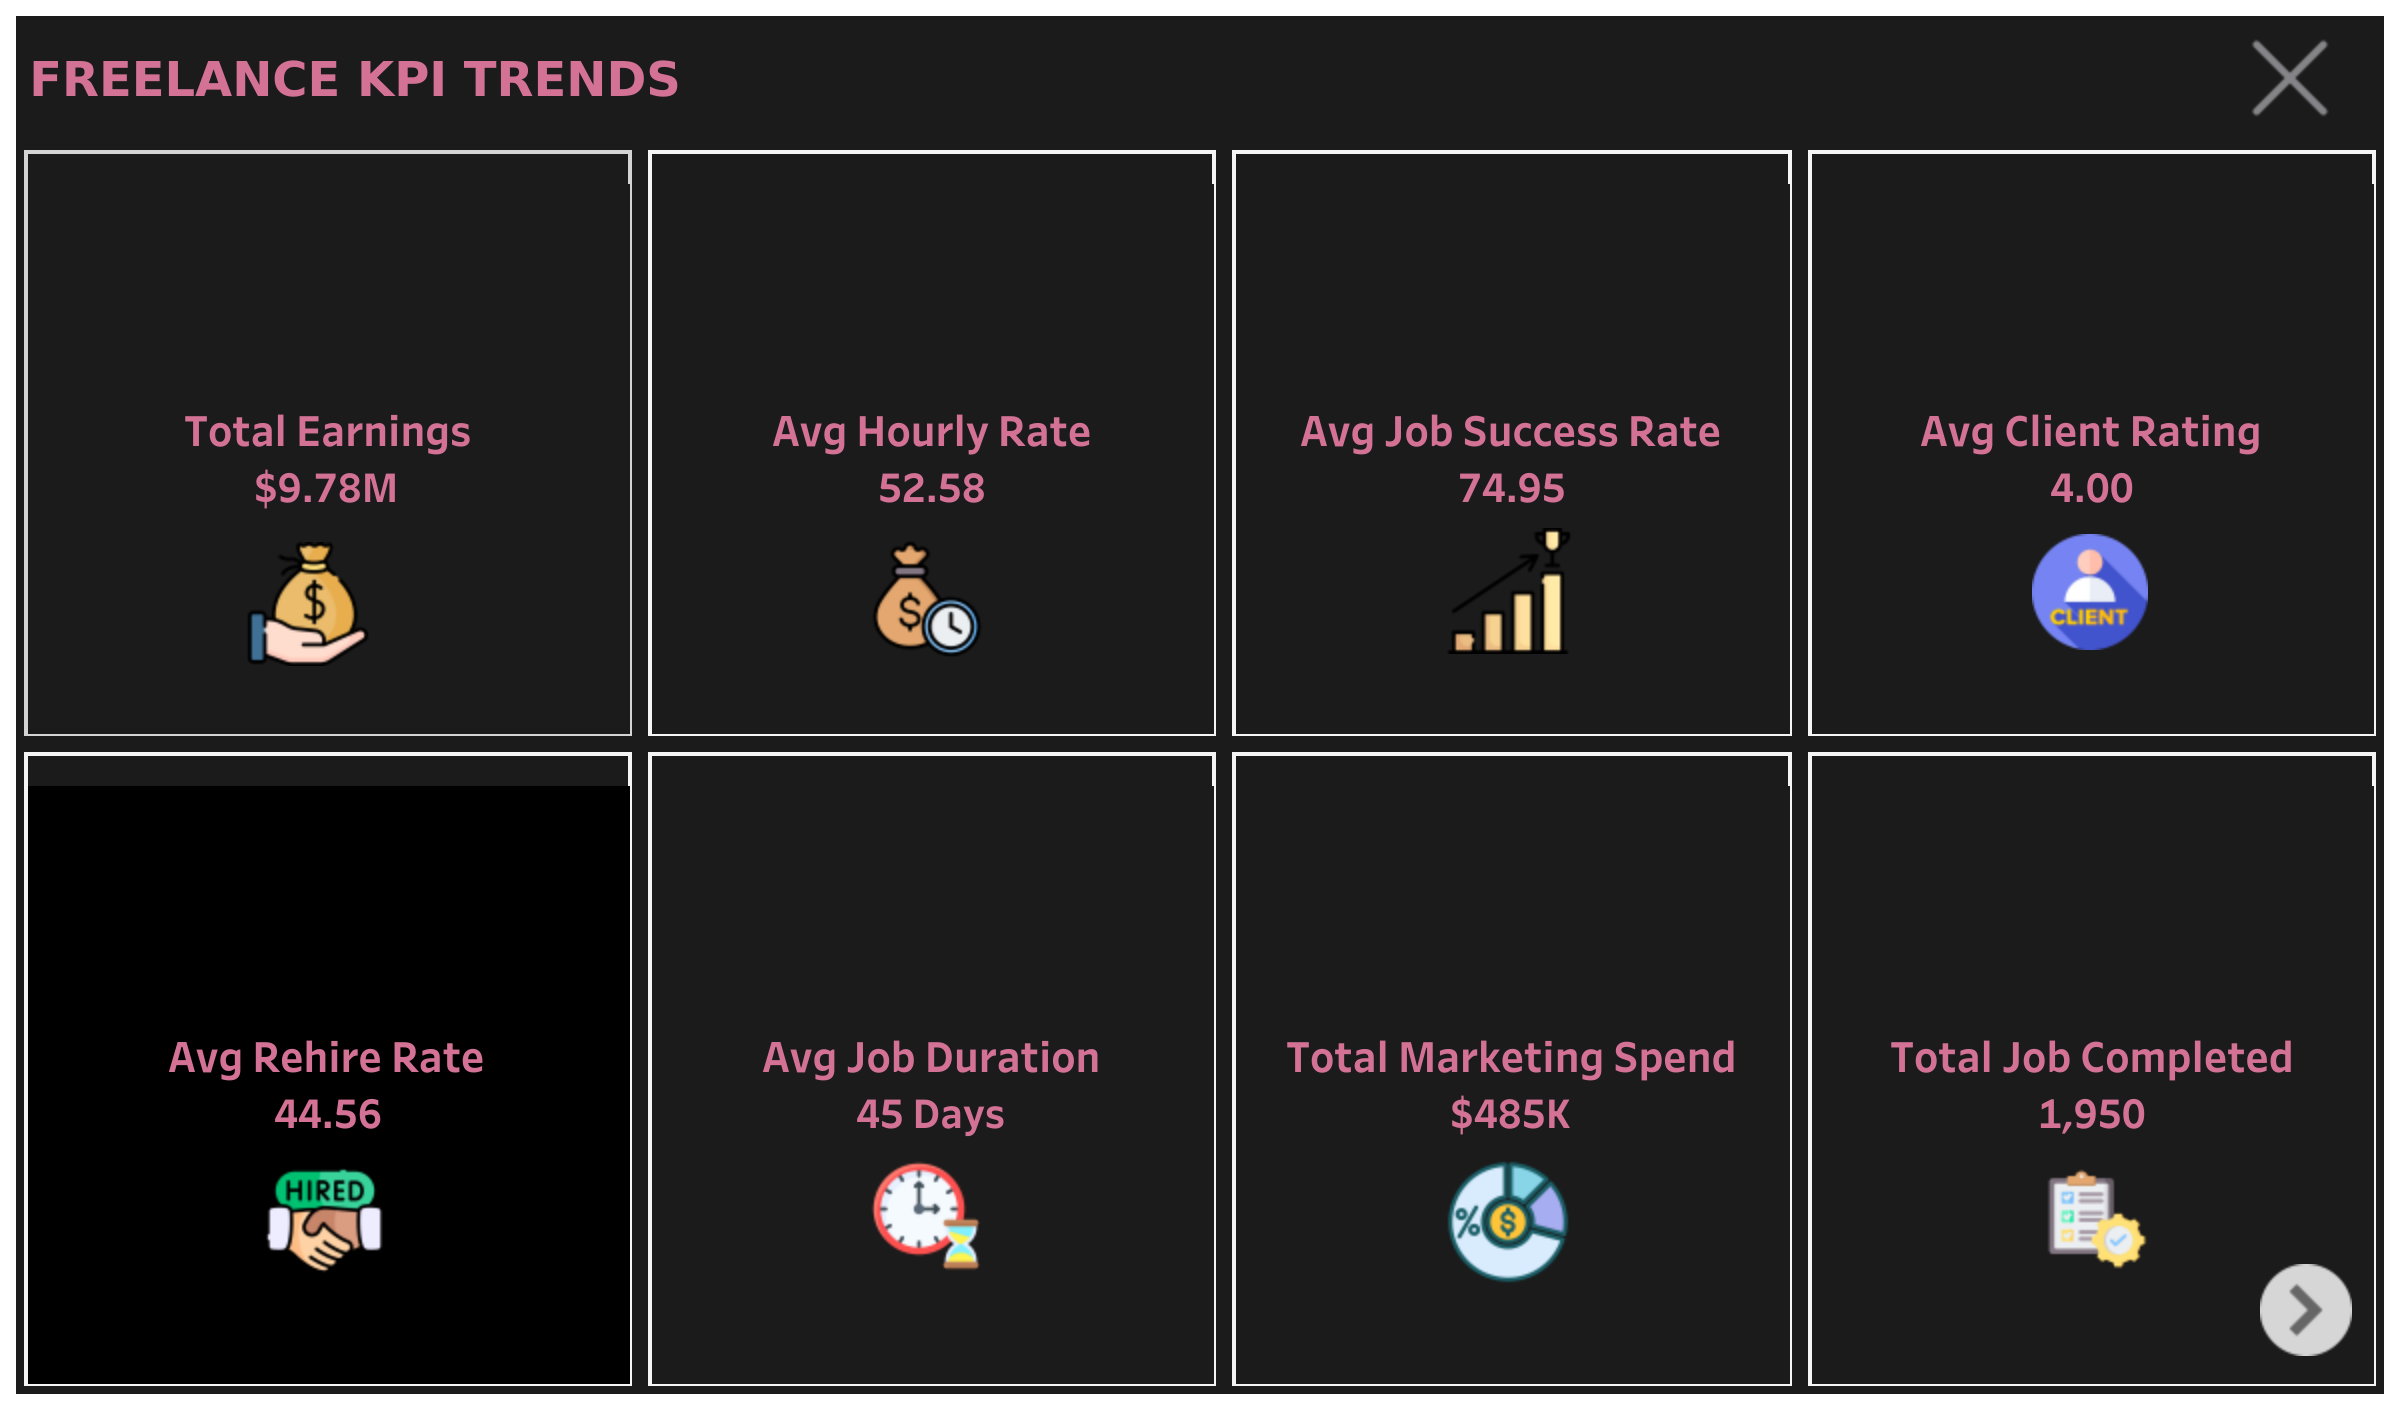 FREELANCE KPI TRENDS
Total Earnings
$9.78M
$
Avg Hourly Rate
52.58
$
Avg Job Success Rate
74.95
Avg Client Rating
4.00
CLIENT
Avg Rehire Rate
44.56
HIRED
Avg Job Duration
45 Days
Total Marketing Spend
$485K
% $
Total Job Completed
1,950